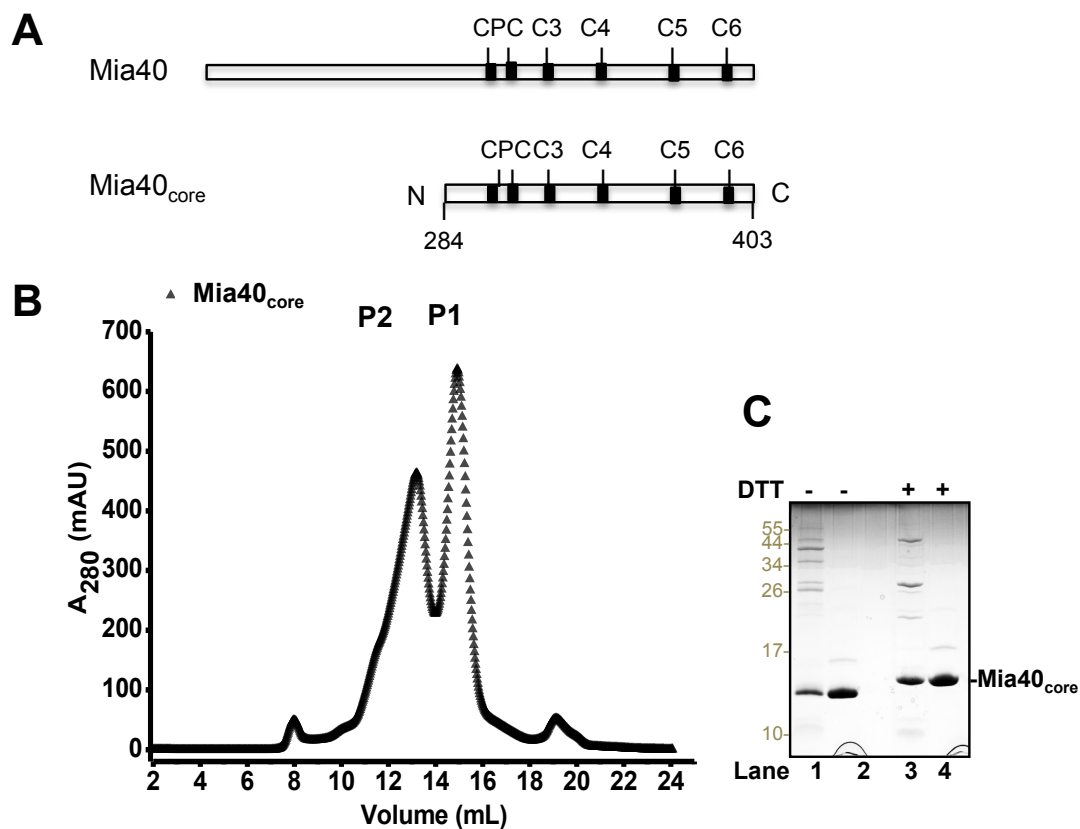 A
CPC C3 C4 C5 C6
Mia40
CPCC3 C4 C5 C6
Mia40core
N
C
284
403
B
Mia40core
P2 P1
700
600
500
400
300
200
100
0
A280 (mAU)
2 4 6 8 10 12 14 16 18 20 22 24
Volume (mL)
C
DTT - - + +
55-
44-
34-
26-
17-
-Mia40core
10-
Lane 1 2 3 4